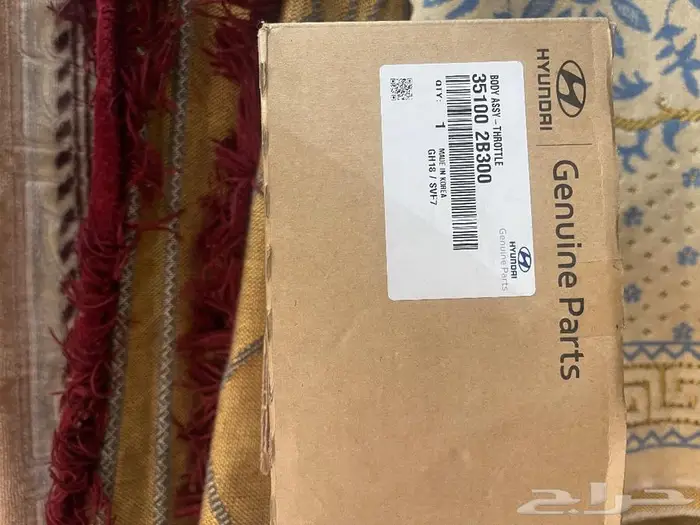 HYUNDAI
Genuine Parts
BODY ASSY - THROTTLE
35100 2B300
QTY : 1
MADE IN KOREA
GH18 / SVF7
HYUNDAI
Genuine Parts
حراج